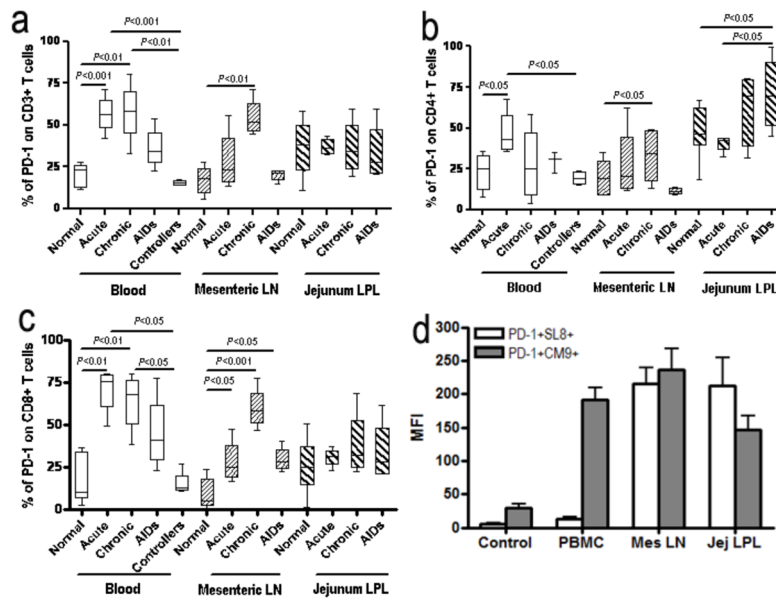 a
% of PD-1 on CD3+ T cells
100
75
50
25
0
P<0.001
P<0.01
P<0.001
P<0.01
Normal
Acute
Chronic
AIDs
Controllers
Normal
Acute
Chronic
AIDs
Normal
Acute
Chronic
AIDs
Blood
Mesenteric LN
Jejunum LPL
b
% of PD-1 on CD4+ T cells
100
75
50
25
0
P<0.05
P<0.05
P<0.05
P<0.05
P<0.05
Normal
Acute
Chronic
AIDs
Controllers
Normal
Acute
Chronic
AIDs
Normal
Acute
Chronic
AIDs
Blood
Mesenteric LN
Jejunum LPL
c
% of PD-1 on CD8+ T cells
100
75
50
25
0
P<0.05
P<0.01
P<0.01
P<0.05
P<0.05
P<0.001
P<0.05
Normal
Acute
Chronic
AIDs
Controllers
Normal
Acute
Chronic
AIDs
Normal
Acute
Chronic
AIDs
Blood
Mesenteric LN
Jejunum LPL
d
PD-1+SL8+
PD-1+CM9+
MFI
300
250
200
150
100
50
0
Control
PBMC
Mes LN
Jej LPL